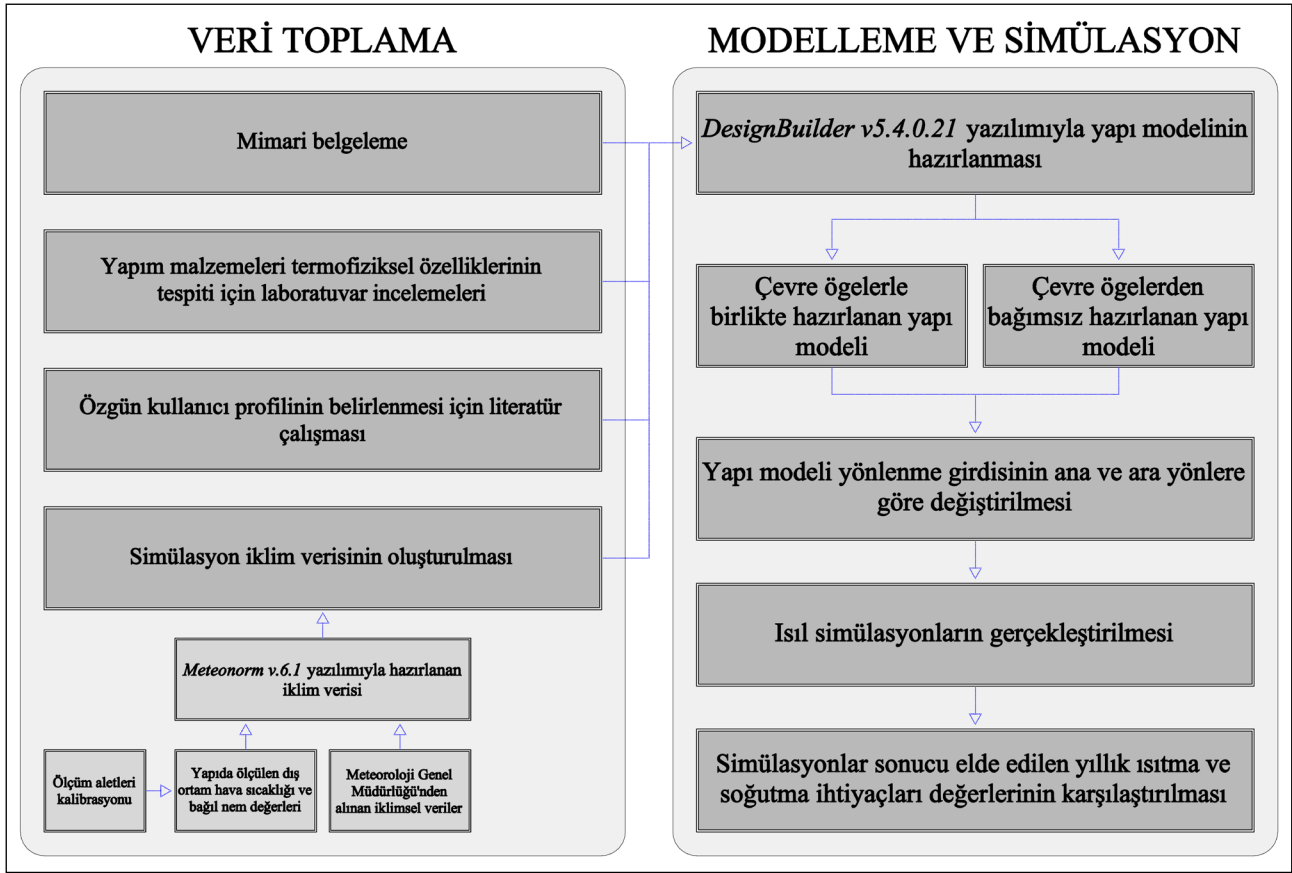 VERİ TOPLAMA
Mimari belgeleme
Yapım malzemeleri termofiziksel özelliklerinin
tespiti için laboratuvar incelemeleri
Özgün kullanıcı profilinin belirlenmesi için literatür
çalışması
Simülasyon iklim verisinin oluşturulması
Meteonorm v.6.1 yazılımıyla hazırlanan
iklim verisi
Ölçüm aletleri
kalibrasyonu
Yapıda ölçülen dış
ortam hava sıcaklığı ve
bağıl nem değerleri
Meteoroloji Genel
Müdürlüğü'nden
alınan iklimsel veriler
MODELLEME VE SİMÜLASYON
DesignBuilder v5.4.0.21 yazılımıyla yapı modelinin
hazırlanması
Çevre ögelerle
birlikte hazırlanan yapı
modeli
Çevre ögelerden
bağımsız hazırlanan yapı
modeli
Yapı modeli yönlenme girdisinin ana ve ara yönlere
göre değiştirilmesi
Isıl simülasyonların gerçekleştirilmesi
Simülasyonlar sonucu elde edilen yıllık ısıtma ve
soğutma ihtiyaçları değerlerinin karşılaştırılması